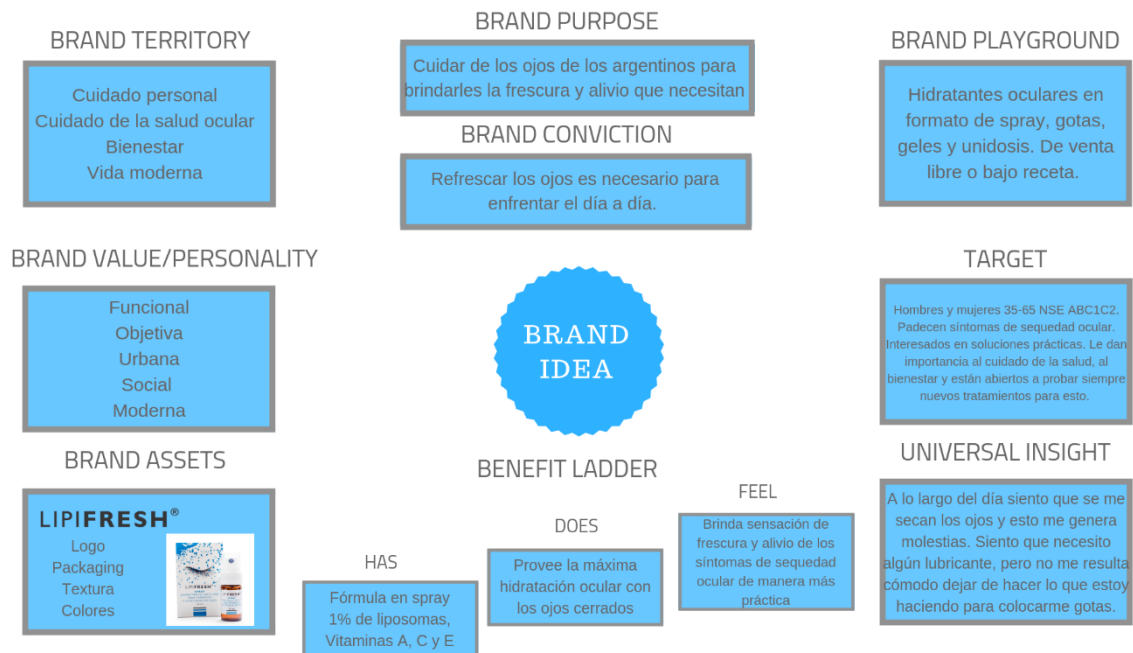 BRAND TERRITORY
Cuidado personal
Cuidado de la salud ocular
Bienestar
Vida moderna
BRAND PURPOSE
Cuidar de los ojos de los argentinos para
brindarles la frescura y alivio que necesitan
BRAND CONVICTION
Refrescar los ojos es necesario para
enfrentar el día a día.
BRAND PLAYGROUND
Hidratantes oculares en
formato de spray, gotas,
geles y unidosis. De venta
libre o bajo receta.
BRAND VALUE/PERSONALITY
Funcional
Objetiva
Urbana
Social
Moderna
BRAND
IDEA
TARGET
Hombres y mujeres 35-65 NSE ABC1C2.
Padecen síntomas de sequedad ocular.
Interesados en soluciones prácticas. Le dan
importancia al cuidado de la salud, al
bienestar y están abiertos a probar siempre
nuevos tratamientos para esto.
BRAND ASSETS
LIPIFRESH®
Logo
Packaging
Textura
Colores
BENEFIT LADDER
HAS
Fórmula en spray
1% de liposomas,
Vitaminas A, C y E
DOES
Provee la máxima
hidratación ocular con
los ojos cerrados
FEEL
Brinda sensación de
frescura y alivio de los
síntomas de sequedad
ocular de manera más
práctica
UNIVERSAL INSIGHT
A lo largo del día siento que se me
secan los ojos y esto me genera
molestias. Siento que necesito
algún lubricante, pero no me resulta
cómodo dejar de hacer lo que estoy
haciendo para colocarme gotas.